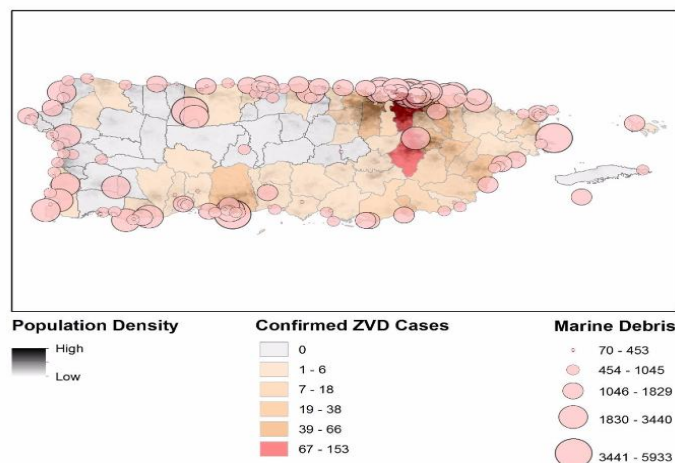 Population Density
High
Low
Confirmed ZVD Cases
0
1 - 6
7 - 18
19 - 38
39 - 66
67 - 153
Marine Debris
70 - 453
454 - 1045
1046 - 1829
1830 - 3440
3441 - 5933